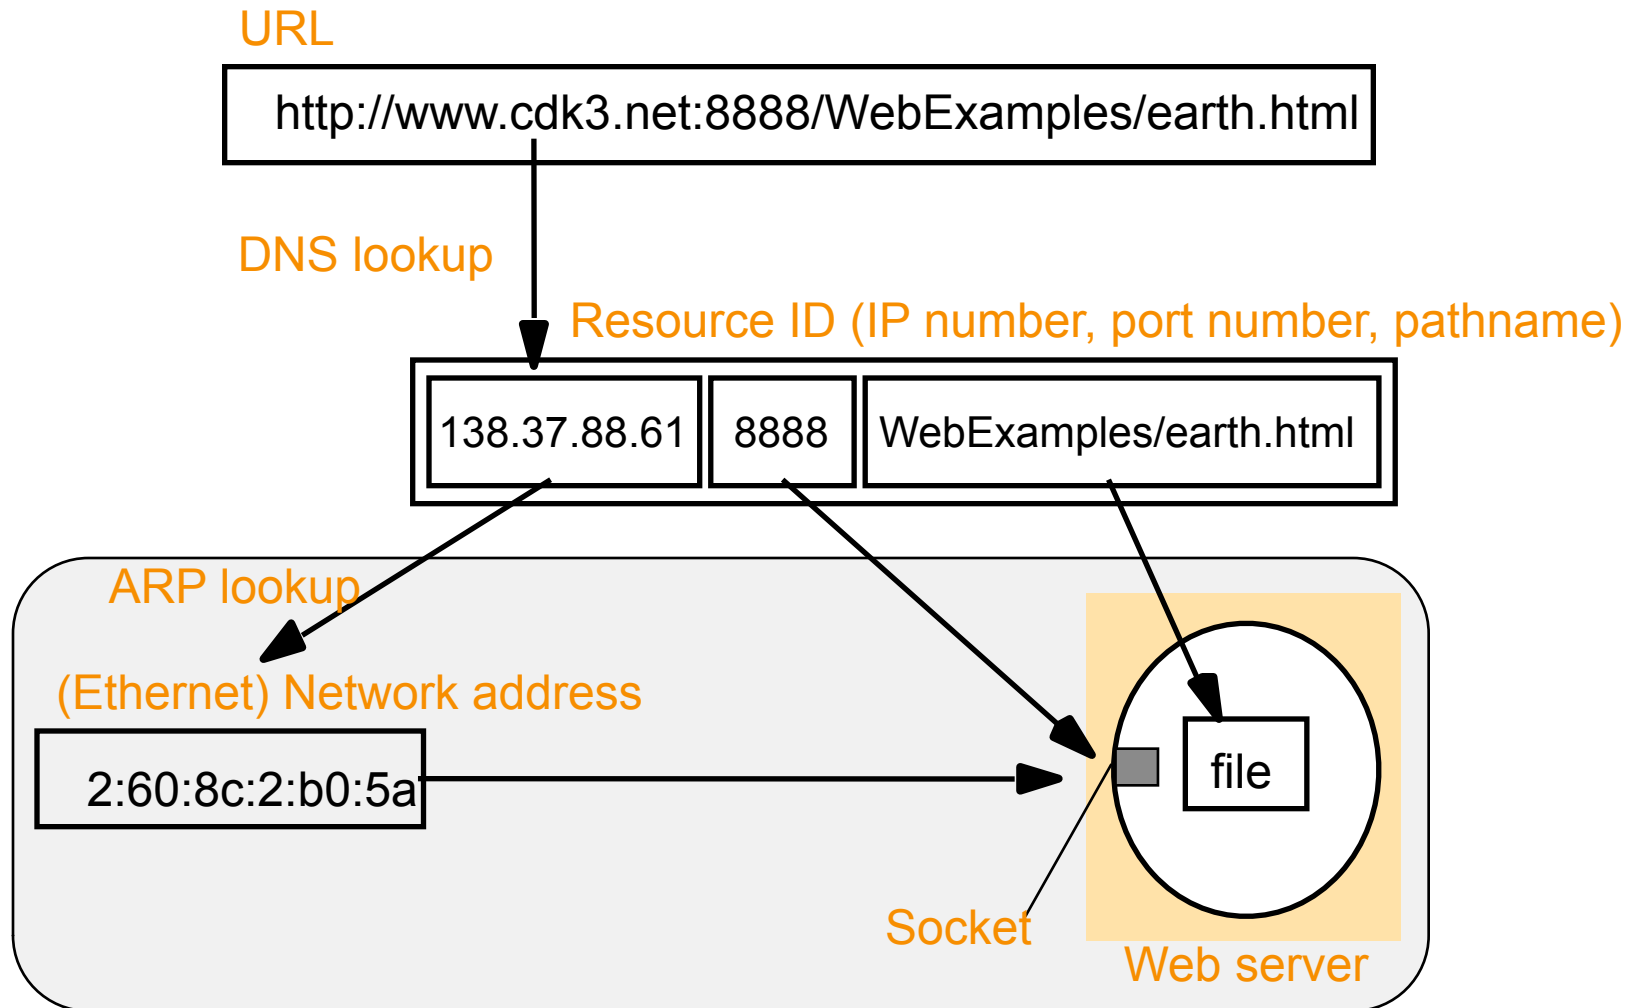 URL
http://www.cdk3.net:8888/WebExamples/earth.html
DNS lookup
Resource ID (IP number, port number, pathname)
138.37.88.61
8888
WebExamples/earth.html
ARP lookup
(Ethernet) Network address
2:60:8c:2:b0:5a
file
Socket
Web server